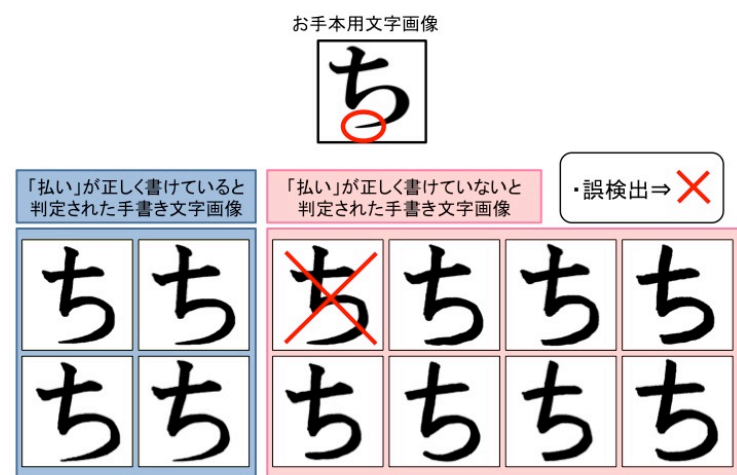 お手本用文字画像
ち
「払い」が正しく書けていると
判定された手書き文字画像
「払い」が正しく書けていないと
判定された手書き文字画像
・誤検出⇒
ち ち ち ち ち ち
ち ち ち ち ち ち